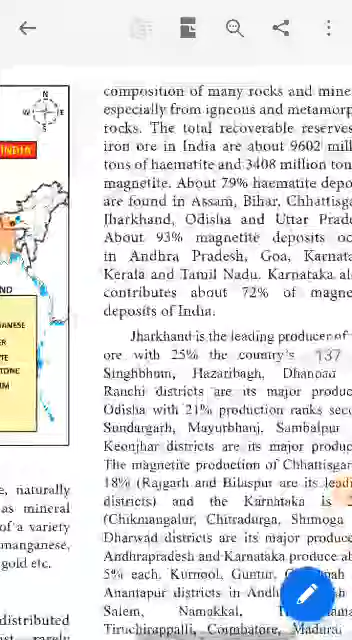 composition of many rocks and mine
especially from igneous and metamorp
rocks. The total recoverable reserves
iron ore in India are about 9602 mill
tons of haematite and 3408 million ton
magnetite. About 79% haematite depo
are found in Assam, Bihar, Chhattisga
Jharkhand, Odisha and Uttar Prade
About 93% magnetite deposits oc
in Andhra Pradesh, Goa, Karnata
Kerala and Tamil Nadu. Karnataka al
contributes about 72% of magne
deposits of India.
Jharkhand is the leading producer of
ore with 25% the country's
137
Singhbhum, Hazaribagh, Dhanbad
Ranchi districts are its major produc
Odisha with 21% production ranks sec
Sundargarh, Mayurbhanj, Sambalpur
Keonjhar districts are its major produc
The magnetite production of Chhattisgar
18% (Raigarh and Bilaspur are its leadi
districts) and the Karnataka is
(Chikmangalur, Chitradurga, Shimoga
Dharwad districts are its major produce
Andhrapradesh and Karnataka produce ab
5% each. Kurnool, Guntur,
Anantapur districts in Andh
Salem, Namakkal,
Tiruchirappalli, Coimbatore, Madurai
N
W E
S
INDIA
ND
ANESE
ER
TE
TONE
UM
e, naturally
as mineral
of a variety
manganese,
gold etc.
distributed